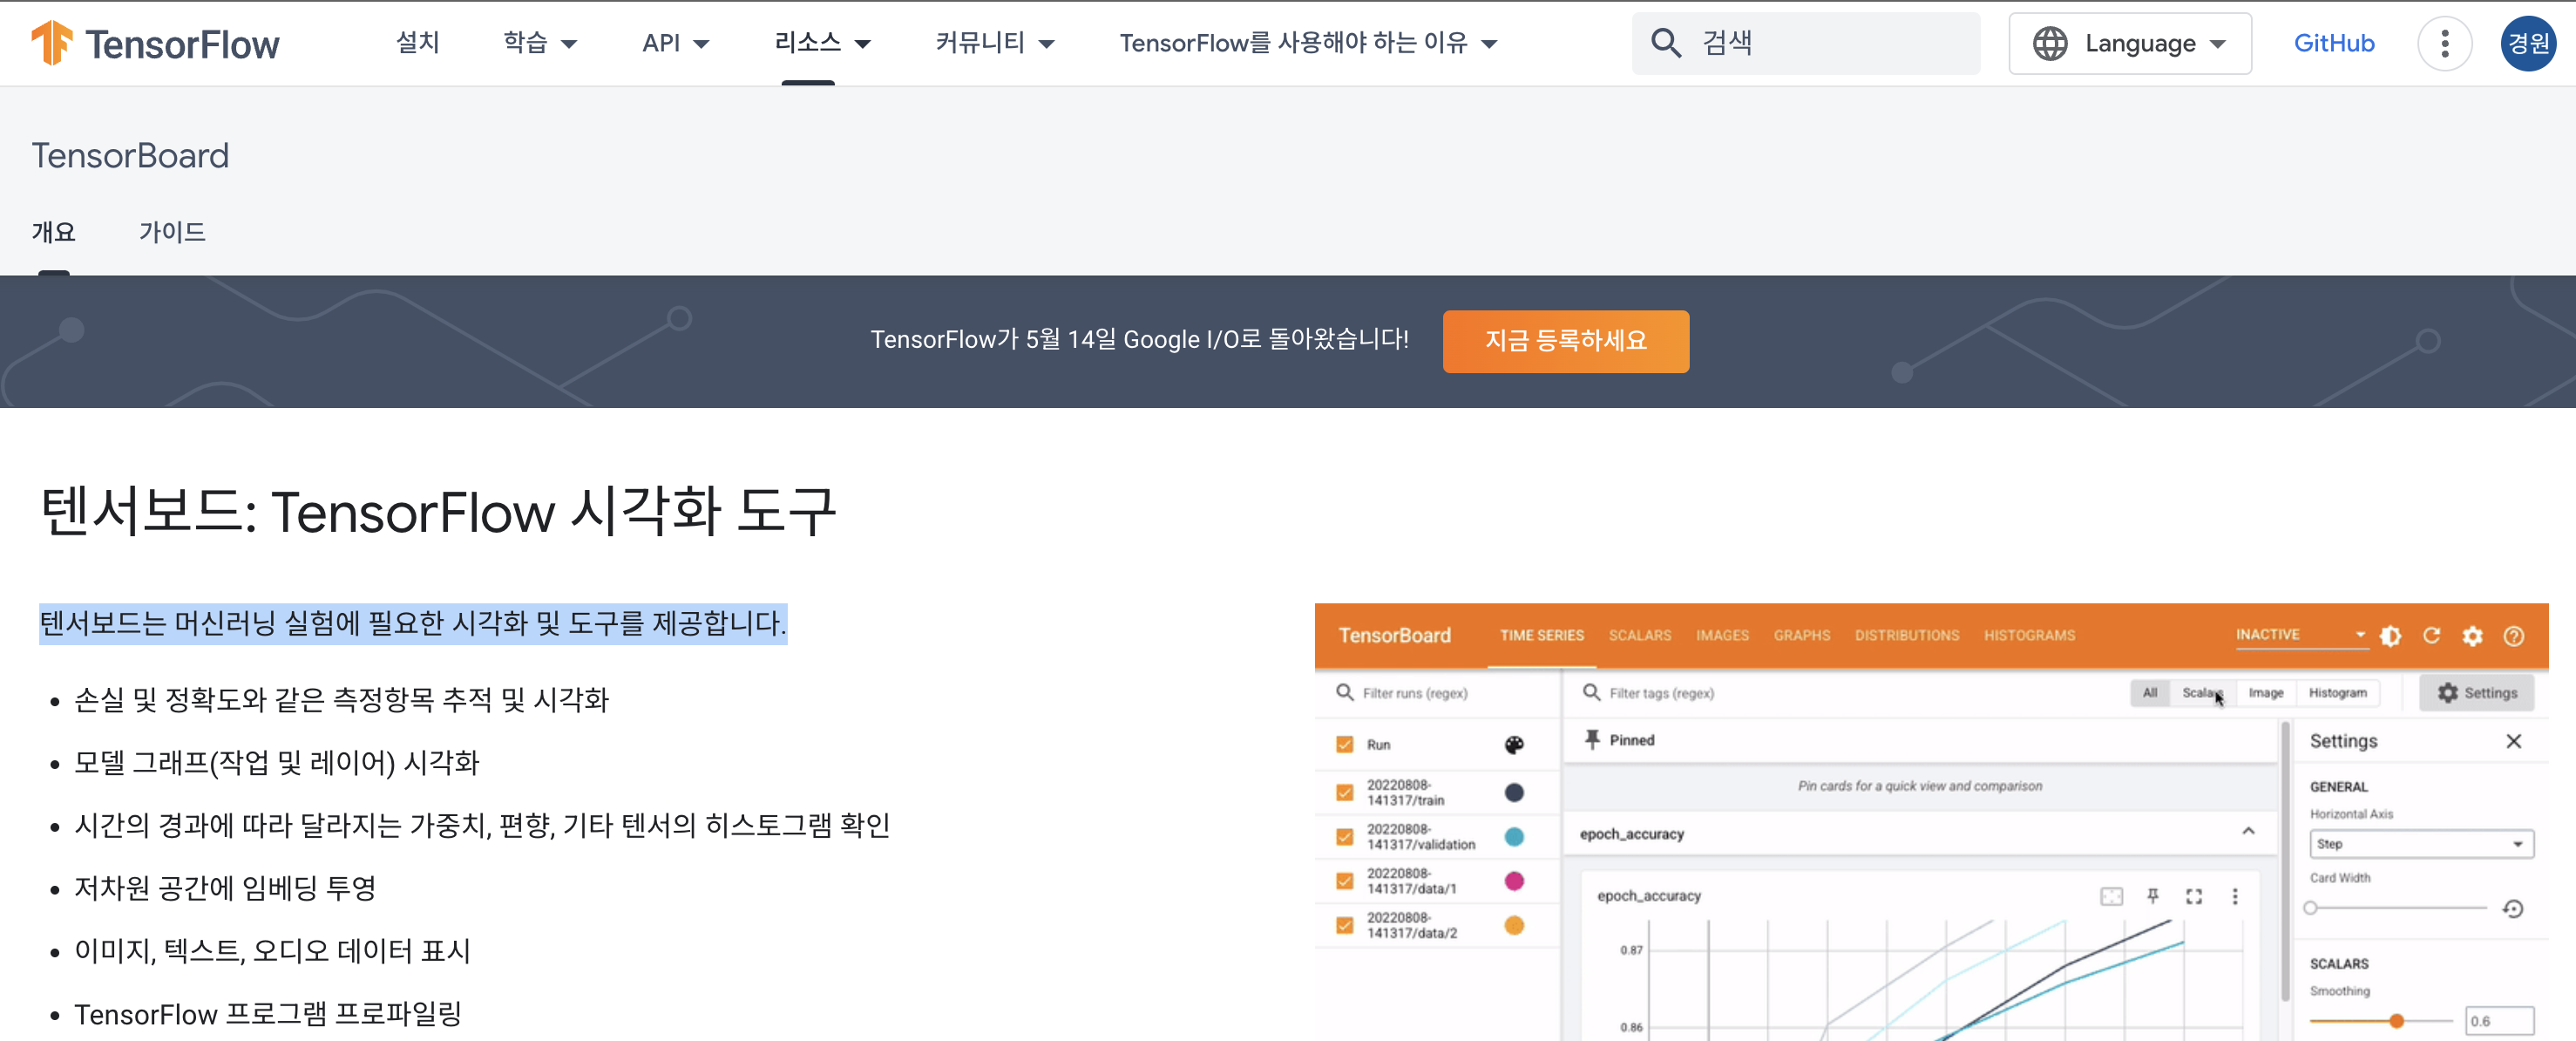 TensorFlow
설치
학습
API
리소스
커뮤니티
TensorFlow를 사용해야 하는 이유
검색
Language
GitHub
경원
TensorBoard
개요
가이드
TensorFlow가 5월 14일 Google I/O로 돌아왔습니다!
지금 등록하세요
텐서보드: TensorFlow 시각화 도구
텐서보드는 머신러닝 실험에 필요한 시각화 및 도구를 제공합니다.
손실 및 정확도와 같은 측정항목 추적 및 시각화
모델 그래프(작업 및 레이어) 시각화
시간의 경과에 따라 달라지는 가중치, 편향, 기타 텐서의 히스토그램 확인
저차원 공간에 임베딩 투영
이미지, 텍스트, 오디오 데이터 표시
TensorFlow 프로그램 프로파일링
TensorBoard
TIME SERIES
SCALARS
IMAGES
GRAPHS
DISTRIBUTIONS
HISTOGRAMS
INACTIVE
Filter runs (regex)
Filter tags (regex)
All
Scalars
Image
Histogram
Settings
Run
20220808-
141317/train
20220808-
141317/validation
20220808-
141317/data/1
20220808-
141317/data/2
Pinned
Pin cards for a quick view and comparison
epoch_accuracy
epoch_accuracy
0.87
0.86
Settings
GENERAL
Horizontal Axis
Step
Card Width
SCALARS
Smoothing
0.6